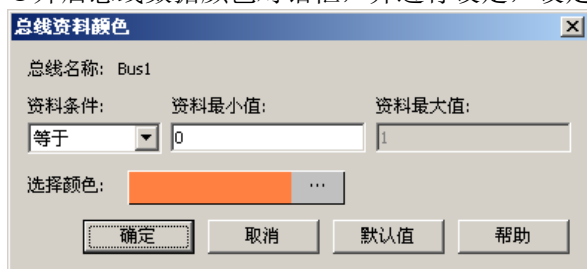 总线资料颜色
总线名称: Bus1
资料条件: 资料最小值: 资料最大值:
等于 0 1
选择颜色: ...
确定 取消 默认值 帮助